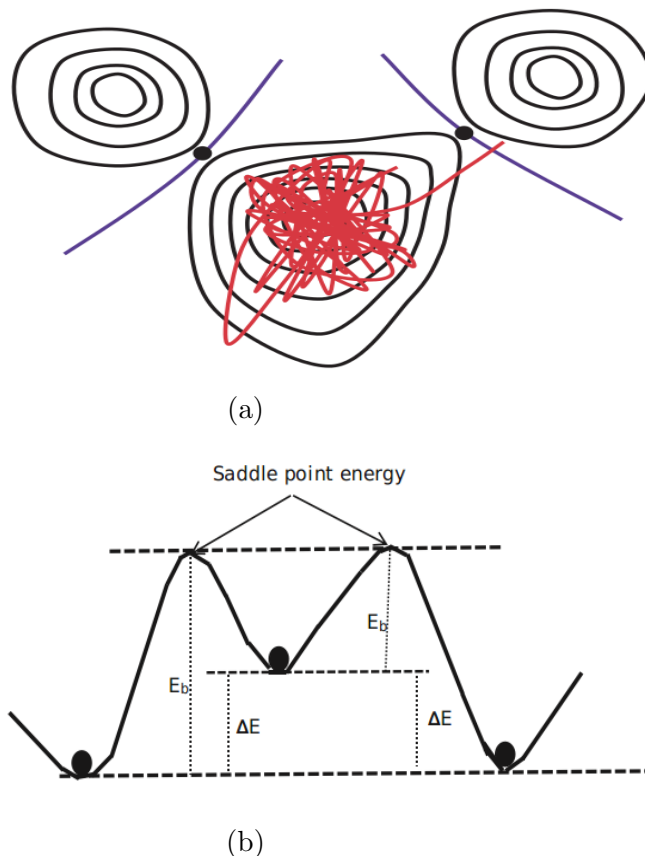 (a)
Saddle point energy
E_b
E_b
ΔE
ΔE
(b)